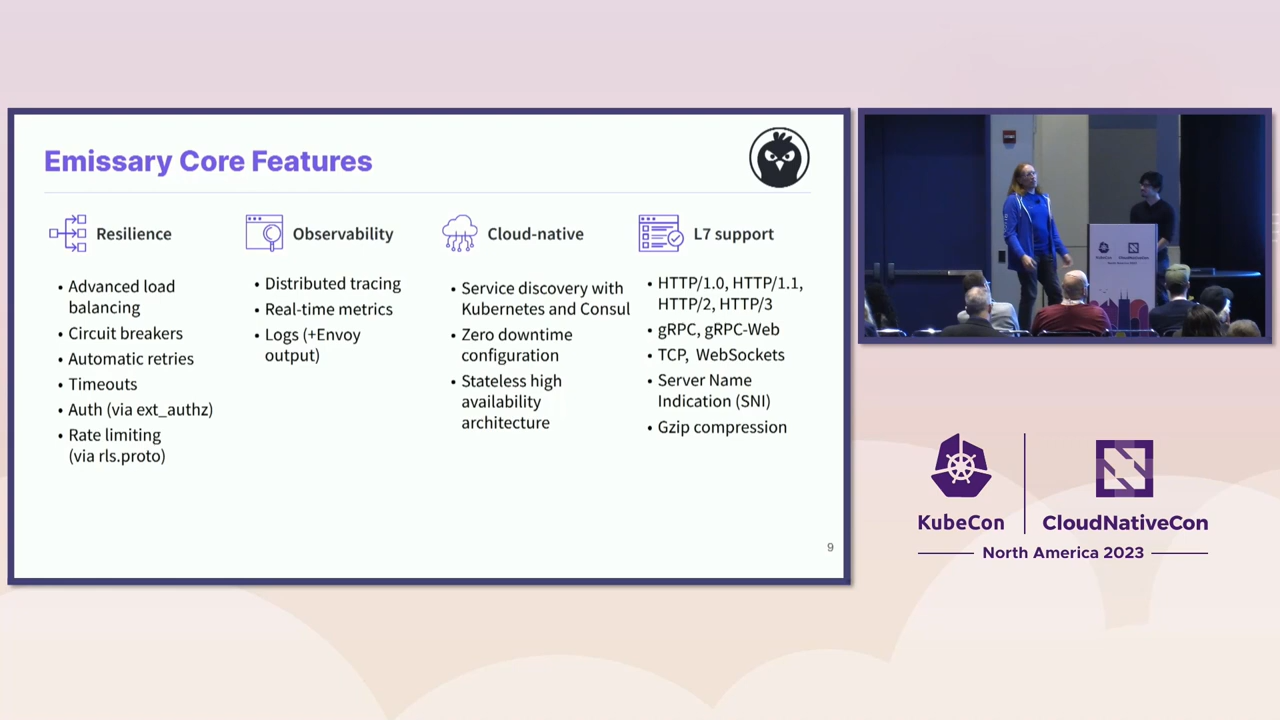 Emissary Core Features
Resilience
• Advanced load
balancing
• Circuit breakers
• Automatic retries
• Timeouts
• Auth (via ext_authz)
• Rate limiting
(via rls.proto)
Observability
• Distributed tracing
• Real-time metrics
• Logs (+Envoy
output)
Cloud-native
• Service discovery with
Kubernetes and Consul
• Zero downtime
configuration
• Stateless high
availability
architecture
L7 support
• HTTP/1.0, HTTP/1.1,
HTTP/2, HTTP/3
• gRPC, gRPC-Web
• TCP, WebSockets
• Server Name
Indication (SNI)
• Gzip compression
9
KubeCon
CloudNativeCon
KubeCon
CloudNativeCon
North America 2023